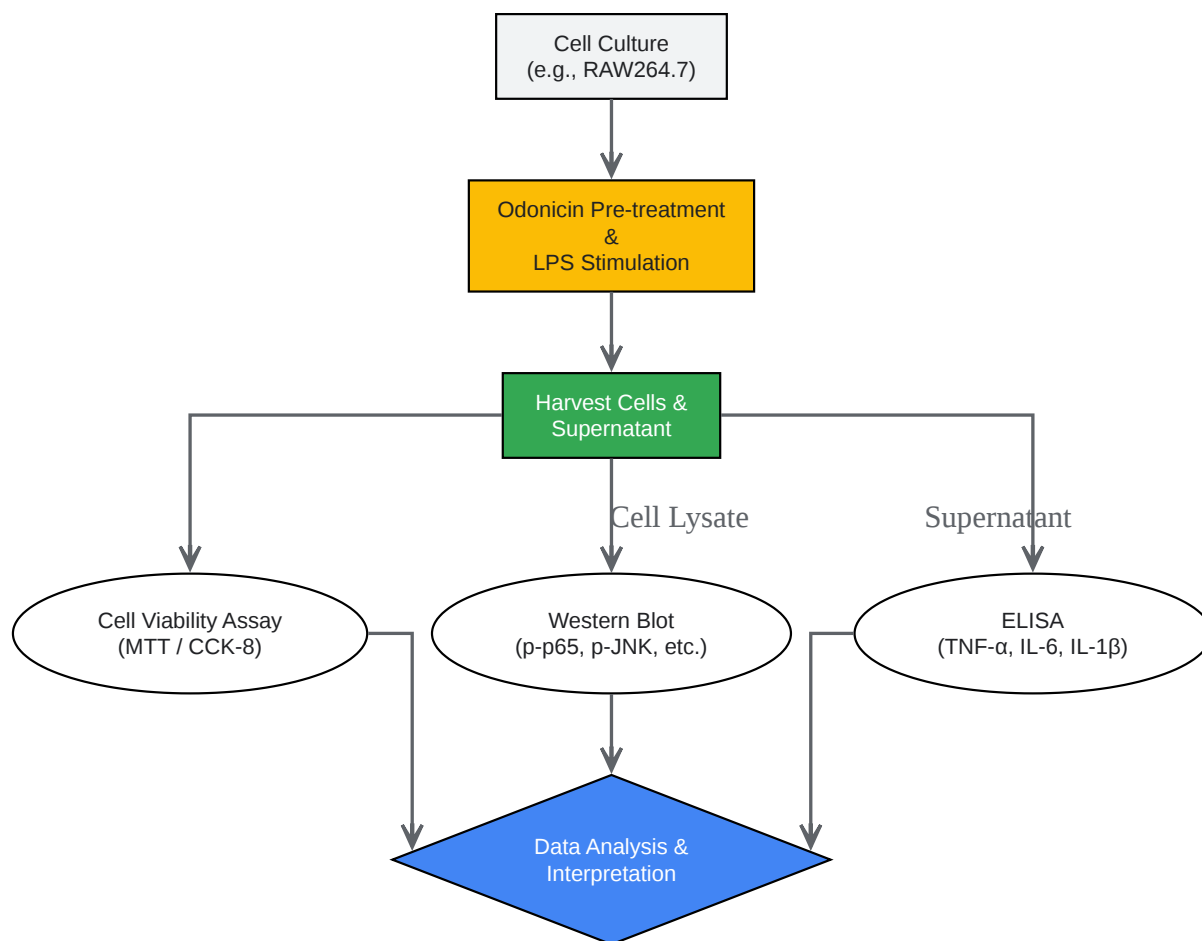 Cell Culture
(e.g., RAW264.7)
Odonicin Pre-treatment
&
LPS Stimulation
Harvest Cells &
Supernatant
Cell Lysate
Supernatant
Cell Viability Assay
(MTT / CCK-8)
Western Blot
(p-p65, p-JNK, etc.)
ELISA
(TNF-α, IL-6, IL-1β)
Data Analysis &
Interpretation